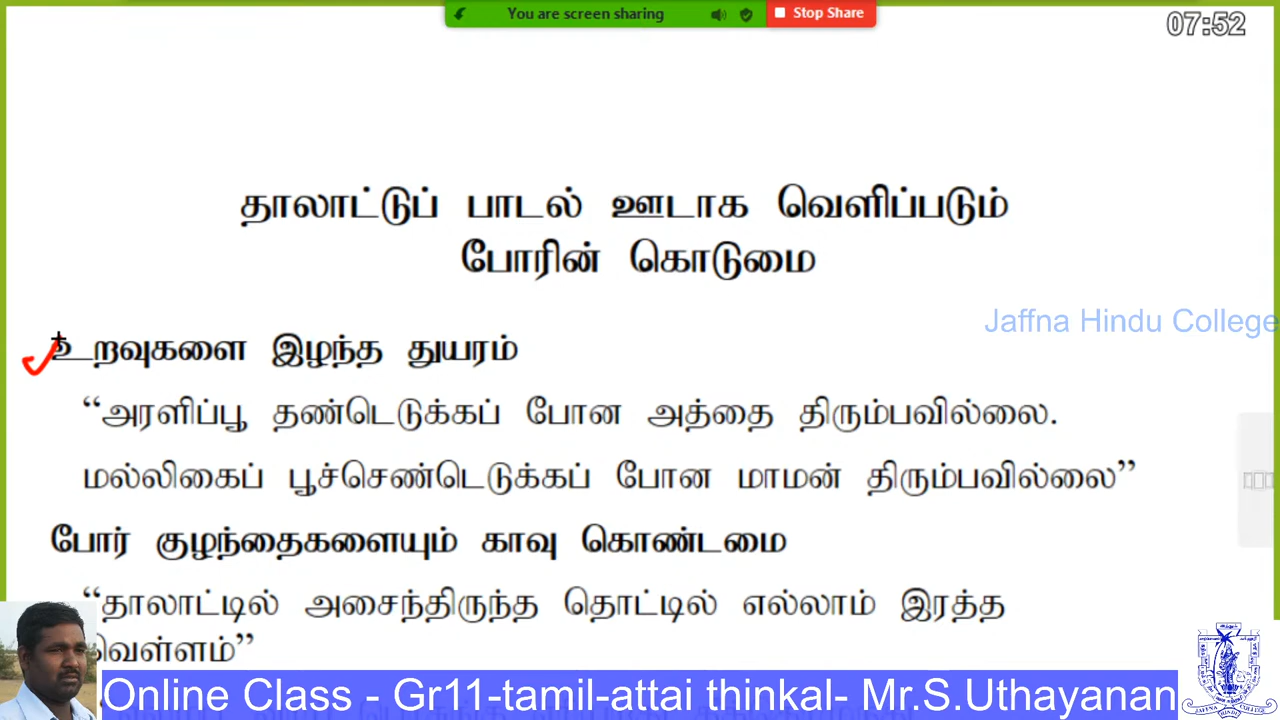 You are screen sharing
Stop Share
07:52
தாலாட்டுப் பாடல் ஊடாக வெளிப்படும்
போரின் கொடுமை
Jaffna Hindu College
உறவுகளை இழந்த துயரம்
“அரளிப்பூ தண்டெடுக்கப் போன அத்தை திரும்பவில்லை.
மல்லிகைப் பூச்செண்டெடுக்கப் போன மாமன் திரும்பவில்லை”
போர் குழந்தைகளையும் காவு கொண்டமை
“தாலாட்டில் அசைந்திருந்த தொட்டில் எல்லாம் இரத்த
வெள்ளம்”
Online Class - Gr11-tamil-attai thinkal- Mr.S.Uthayanan